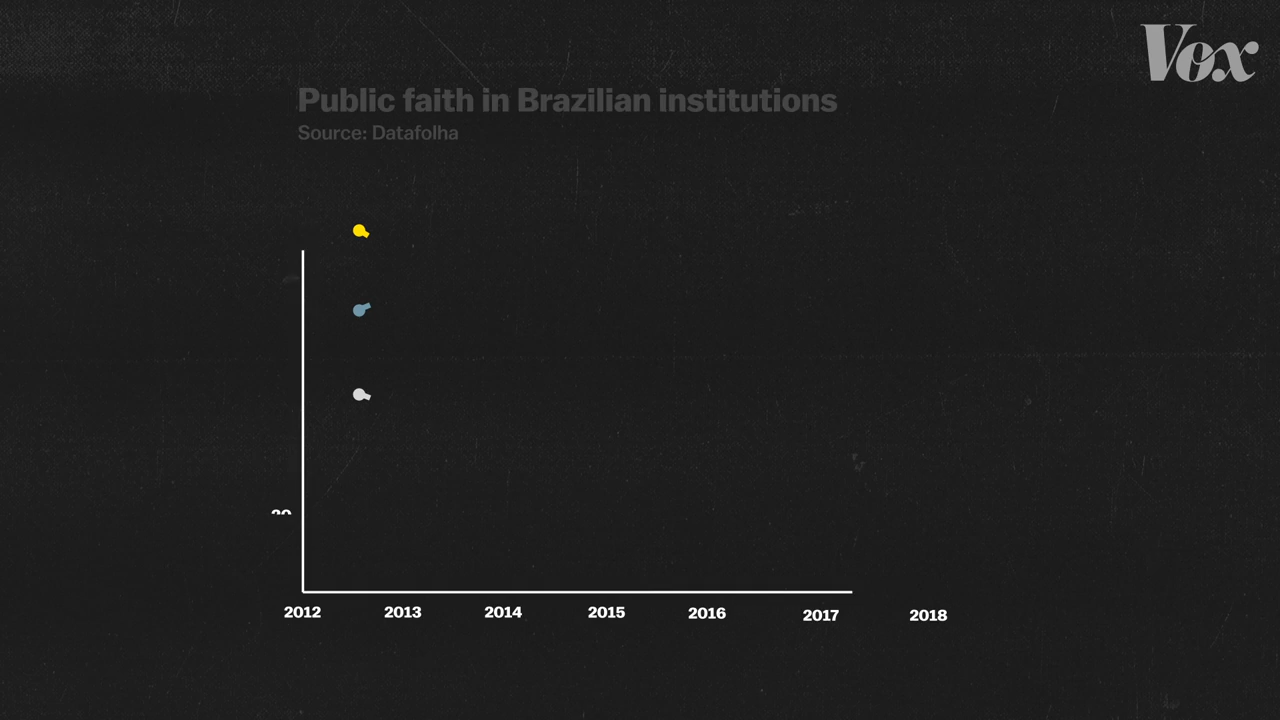 Vox
Public faith in Brazilian institutions
Source: Datafolha
2012 2013 2014 2015 2016 2017 2018